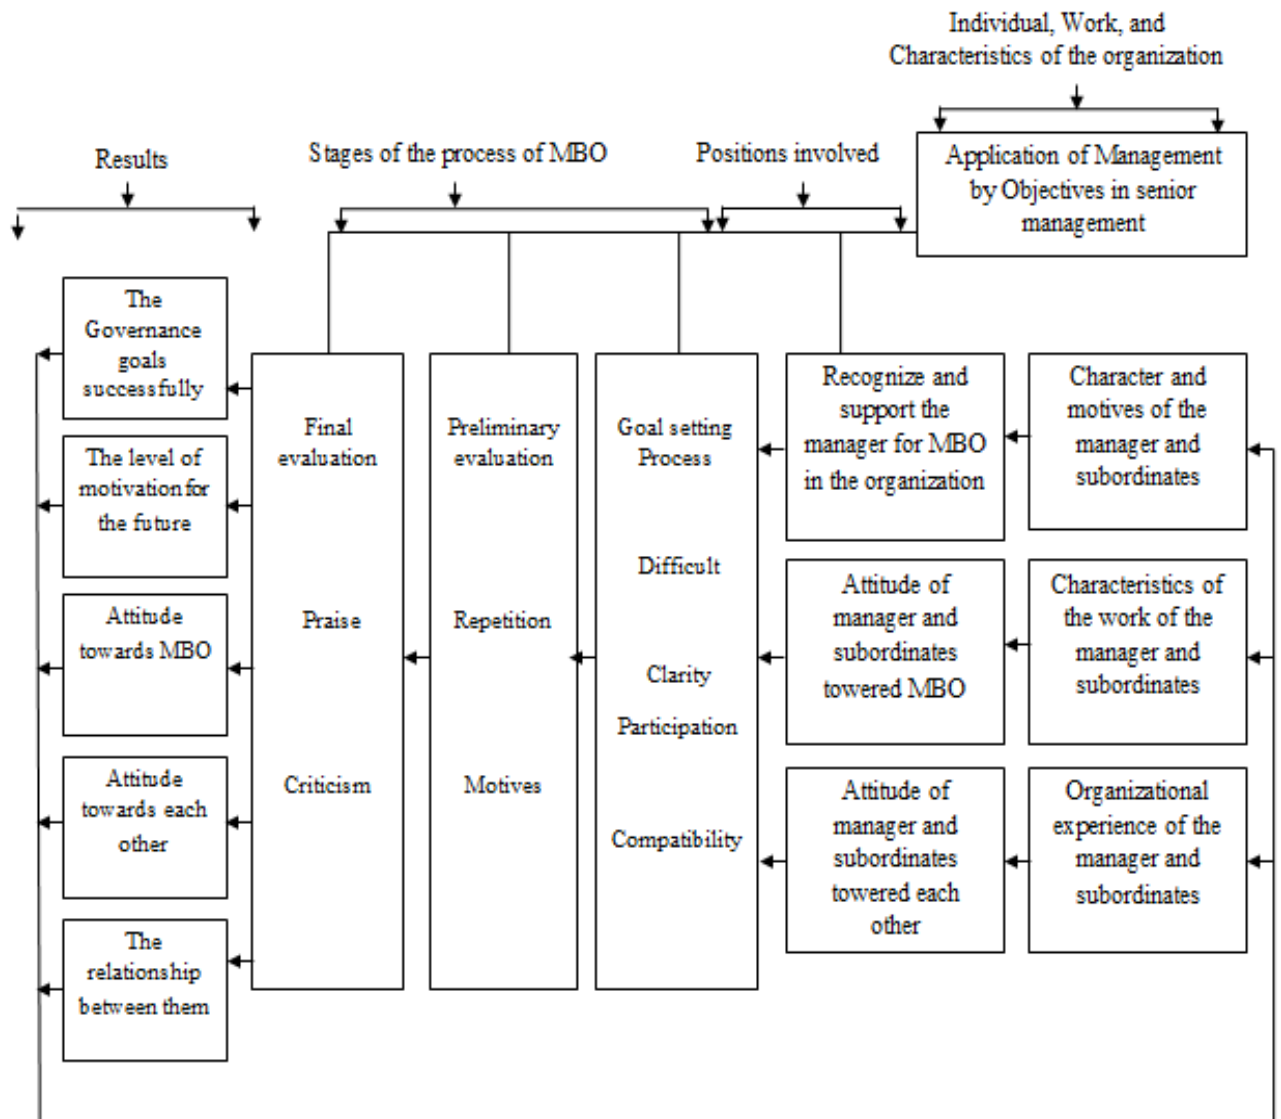 Individual, Work, and
Characteristics of the organization
Results
Stages of the process of MBO
Positions involved
Application of Management
by Objectives in senior
management
The
Governance
goals
successfully
The level of
motivation for
the future
Attitude
towards MBO
Attitude
towards each
other
The
relationship
between them
Final
evaluation
Praise
Criticism
Preliminary
evaluation
Repetition
Motives
Goal setting
Process
Difficult
Clarity
Participation
Compatibility
Recognize and
support the
manager for MBO
in the organization
Attitude of
manager and
subordinates
towered MBO
Attitude of
manager and
subordinates
towered each
other
Character and
motives of the
manager and
subordinates
Characteristics of
the work of the
manager and
subordinates
Organizational
experience of the
manager and
subordinates